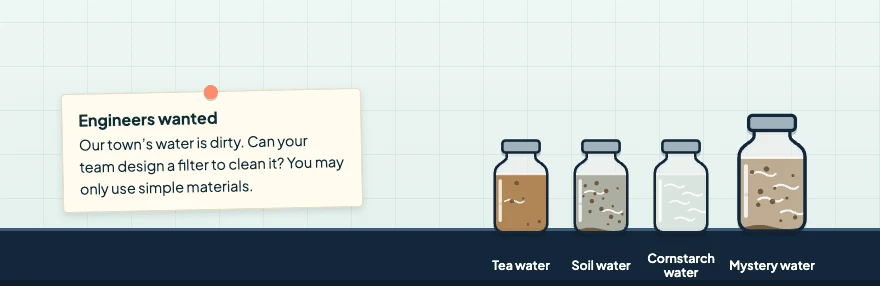 Engineers wanted
Our town's water is dirty. Can your
team design a filter to clean it? You may
only use simple materials.
Tea water
Soil water
Cornstarch
water
Mystery water